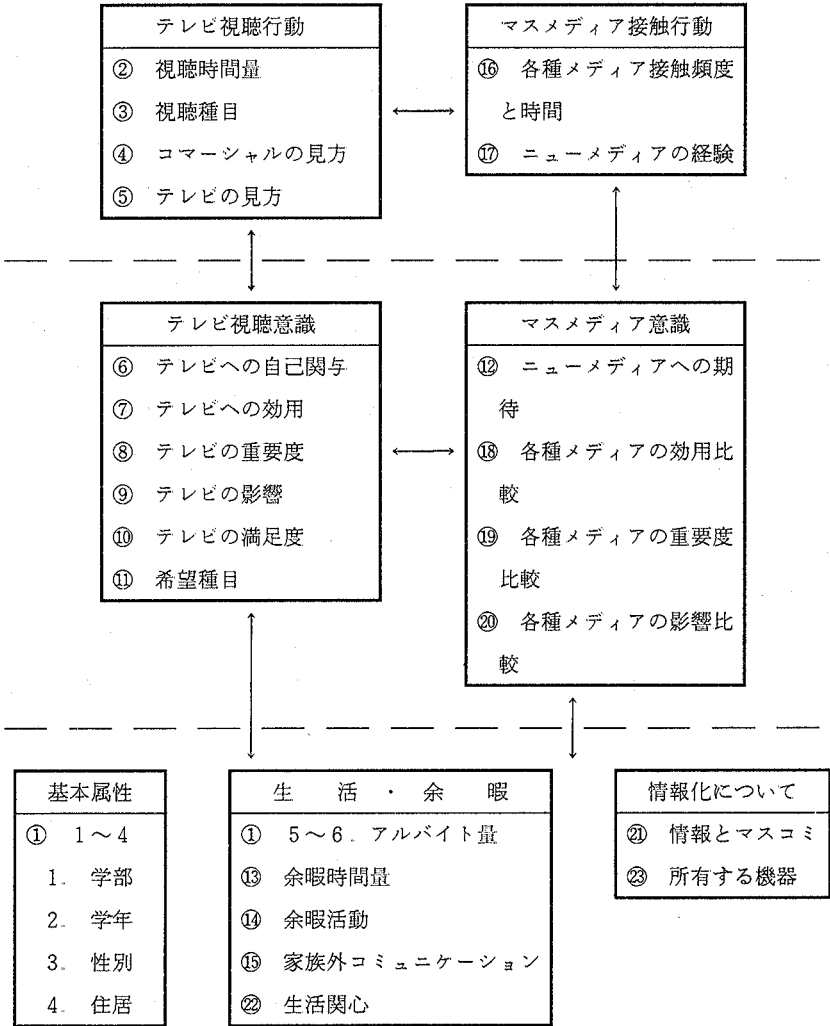 テレビ視聴行動
② 視聴時間量
③ 視聴種目
④ コマーシャルの見方
⑤ テレビの見方
マスメディア接触行動
⑯ 各種メディア接触頻度
と時間
⑰ ニューメディアの経験
テレビ視聴意識
⑥ テレビへの自己関与
⑦ テレビへの効用
⑧ テレビの重要度
⑨ テレビの影響
⑩ テレビの満足度
⑪ 希望種目
マスメディア意識
⑫ ニューメディアへの期
待
⑱ 各種メディアの効用比
較
⑲ 各種メディアの重要度
比較
⑳ 各種メディアの影響比
較
基本属性
① 1～4
1. 学部
2. 学年
3. 性別
4. 住居
生活・余暇
① 5～6. アルバイト量
⑬ 余暇時間量
⑭ 余暇活動
⑮ 家族外コミュニケーション
㉒ 生活関心
情報化について
㉑ 情報とマスコミ
㉓ 所有する機器